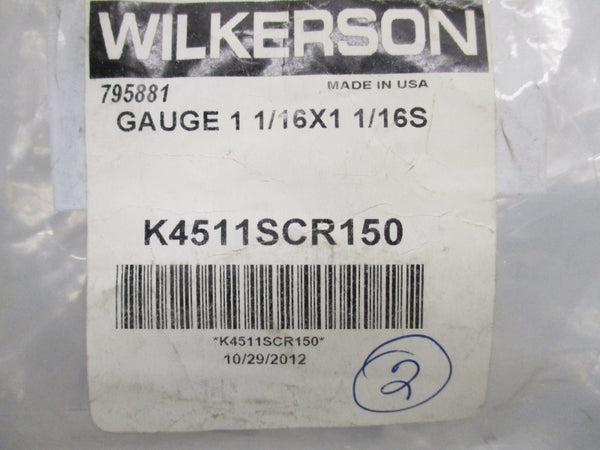 WILKERSON
795881 MADE IN USA
GAUGE 1 1/16X1 1/16S
K4511SCR150
*K4511SCR150*
10/29/2012
2